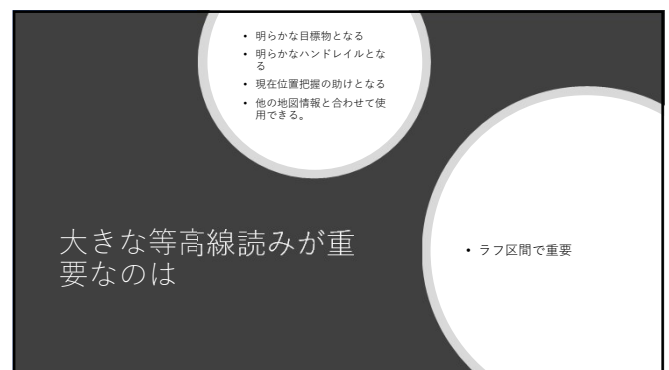 • 明らかな目標物となる
• 明らかなハンドレイルとな
る
• 現在位置把握の助けとなる
• 他の地図情報と合わせて使
用できる。
大きな等高線読みが重
要なのは
• ラフ区間で重要